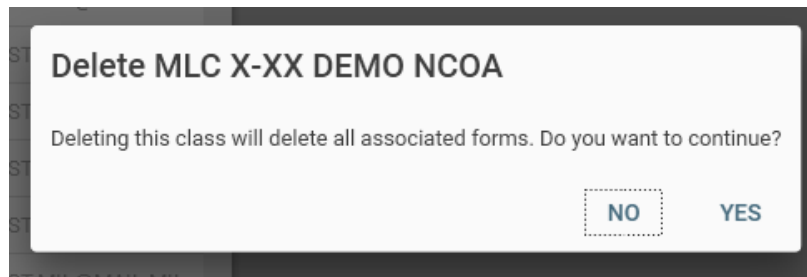 Delete MLC X-XX DEMO NCOA
Deleting this class will delete all associated forms. Do you want to continue?
NO YES